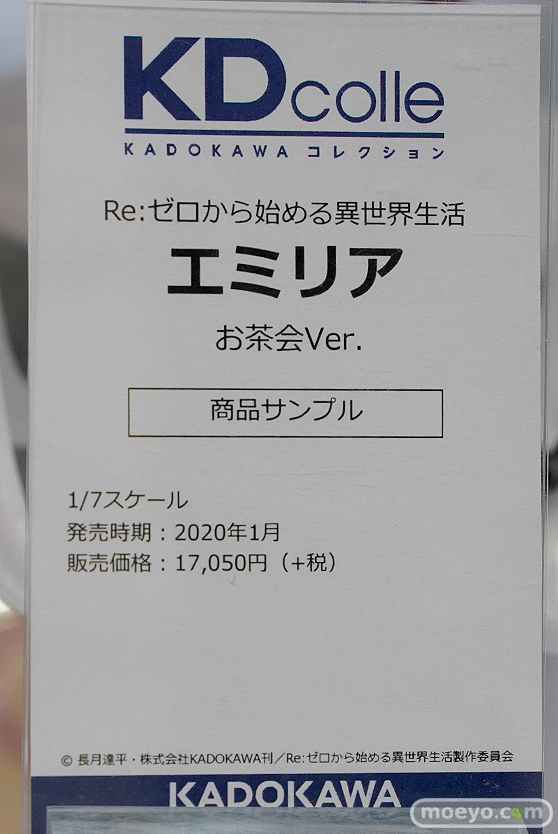 KDcolle
KADOKAWA コレクション
Re:ゼロから始める異世界生活
エミリア
お茶会Ver.
商品サンプル
1/7スケール
発売時期：2020年1月
販売価格：17,050円（+税）
© 長月達平・株式会社KADOKAWA刊／Re:ゼロから始める異世界生活製作委員会
KADOKAWA
moeyo.com